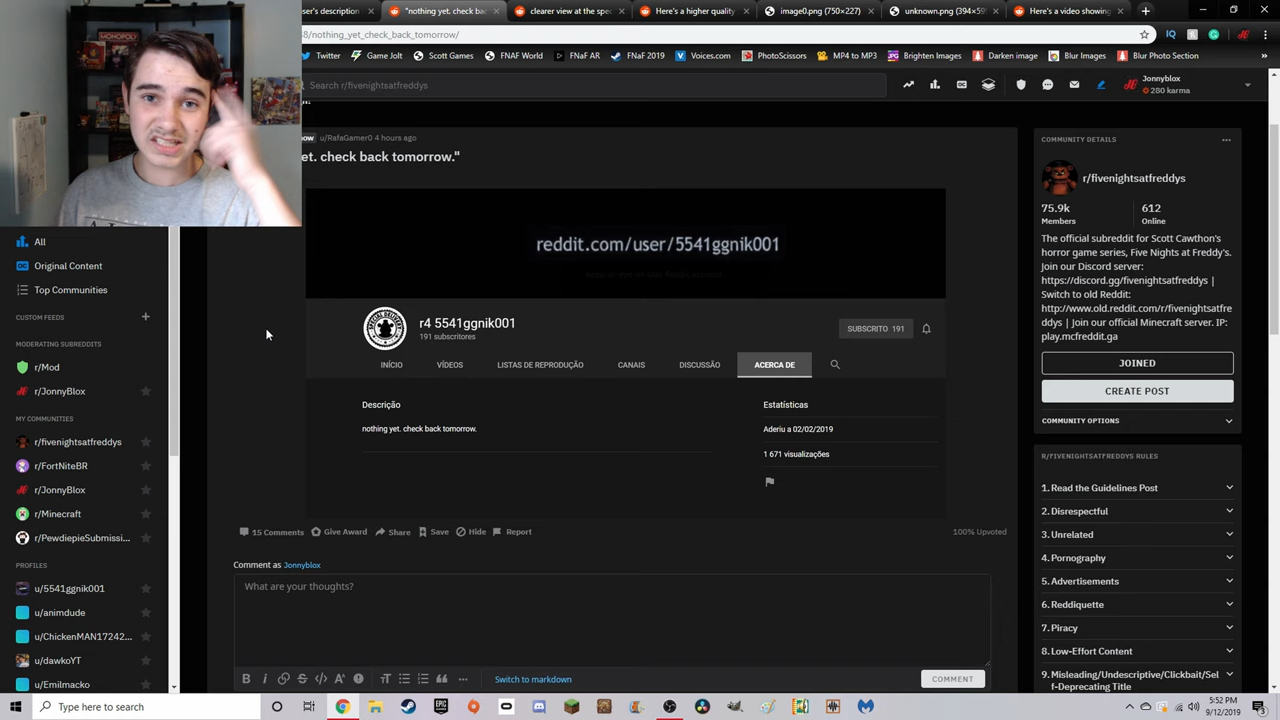 ser's description
"nothing yet. check bac
clearer view at the spec
Here's a higher quality
image0.png (750×227)
unknown.png (394×59
Here's a video showing
8/nothing_yet_check_back_tomorrow/
Twitter
Game Jolt
Scott Games
FNAF World
FnaF AR
FNAF 2019
Voices.com
PhotoScissors
MP4 to MP3
Brighten Images
Darken image
Blur Images
Blur Photo Section
MONOPOLY
Search r/fivenightsatfreddys
Jonnyblox
280 karma
u/RafaGamer0 4 hours ago
et. check back tomorrow."
reddit.com/user/5541ggnik001
SPECIAL DELIVERY
r4 5541ggnik001
191 subscritores
SUBSCRITO 191
INÍCIO
VÍDEOS
LISTAS DE REPRODUÇÃO
CANAIS
DISCUSSÃO
ACERCA DE
Descrição
nothing yet. check back tomorrow.
Estatísticas
Aderiu a 02/02/2019
1 671 visualizações
15 Comments
Give Award
Share
Save
Hide
Report
100% Upvoted
Comment as Jonnyblox
What are your thoughts?
Switch to markdown
COMMENT
All
Original Content
Top Communities
CUSTOM FEEDS
MODERATING SUBREDDITS
r/Mod
r/JonnyBlox
MY COMMUNITIES
r/fivenightsatfreddys
r/FortNiteBR
r/JonnyBlox
r/Minecraft
r/PewdiepieSubmissi...
PROFILES
u/5541ggnik001
u/animdude
u/ChickenMAN17242...
u/dawkoYT
u/Emilmacko
COMMUNITY DETAILS
r/fivenightsatfreddys
75.9k
Members
612
Online
The official subreddit for Scott Cawthon's
horror game series, Five Nights at Freddy's.
Join our Discord server:
https://discord.gg/fivenightsatfreddys |
Switch to old Reddit:
http://www.old.reddit.com/r/fivenightsatfre
ddys | Join our official Minecraft server. IP:
play.mcfreddit.ga
JOINED
CREATE POST
COMMUNITY OPTIONS
R/FIVENIGHTSATFREDDYS RULES
1. Read the Guidelines Post
2. Disrespectful
3. Unrelated
4. Pornography
5. Advertisements
6. Reddiquette
7. Piracy
8. Low-Effort Content
9. Misleading/Undescriptive/Clickbait/Sel
f-Deprecating Title
Type here to search
5:52 PM
9/12/2019